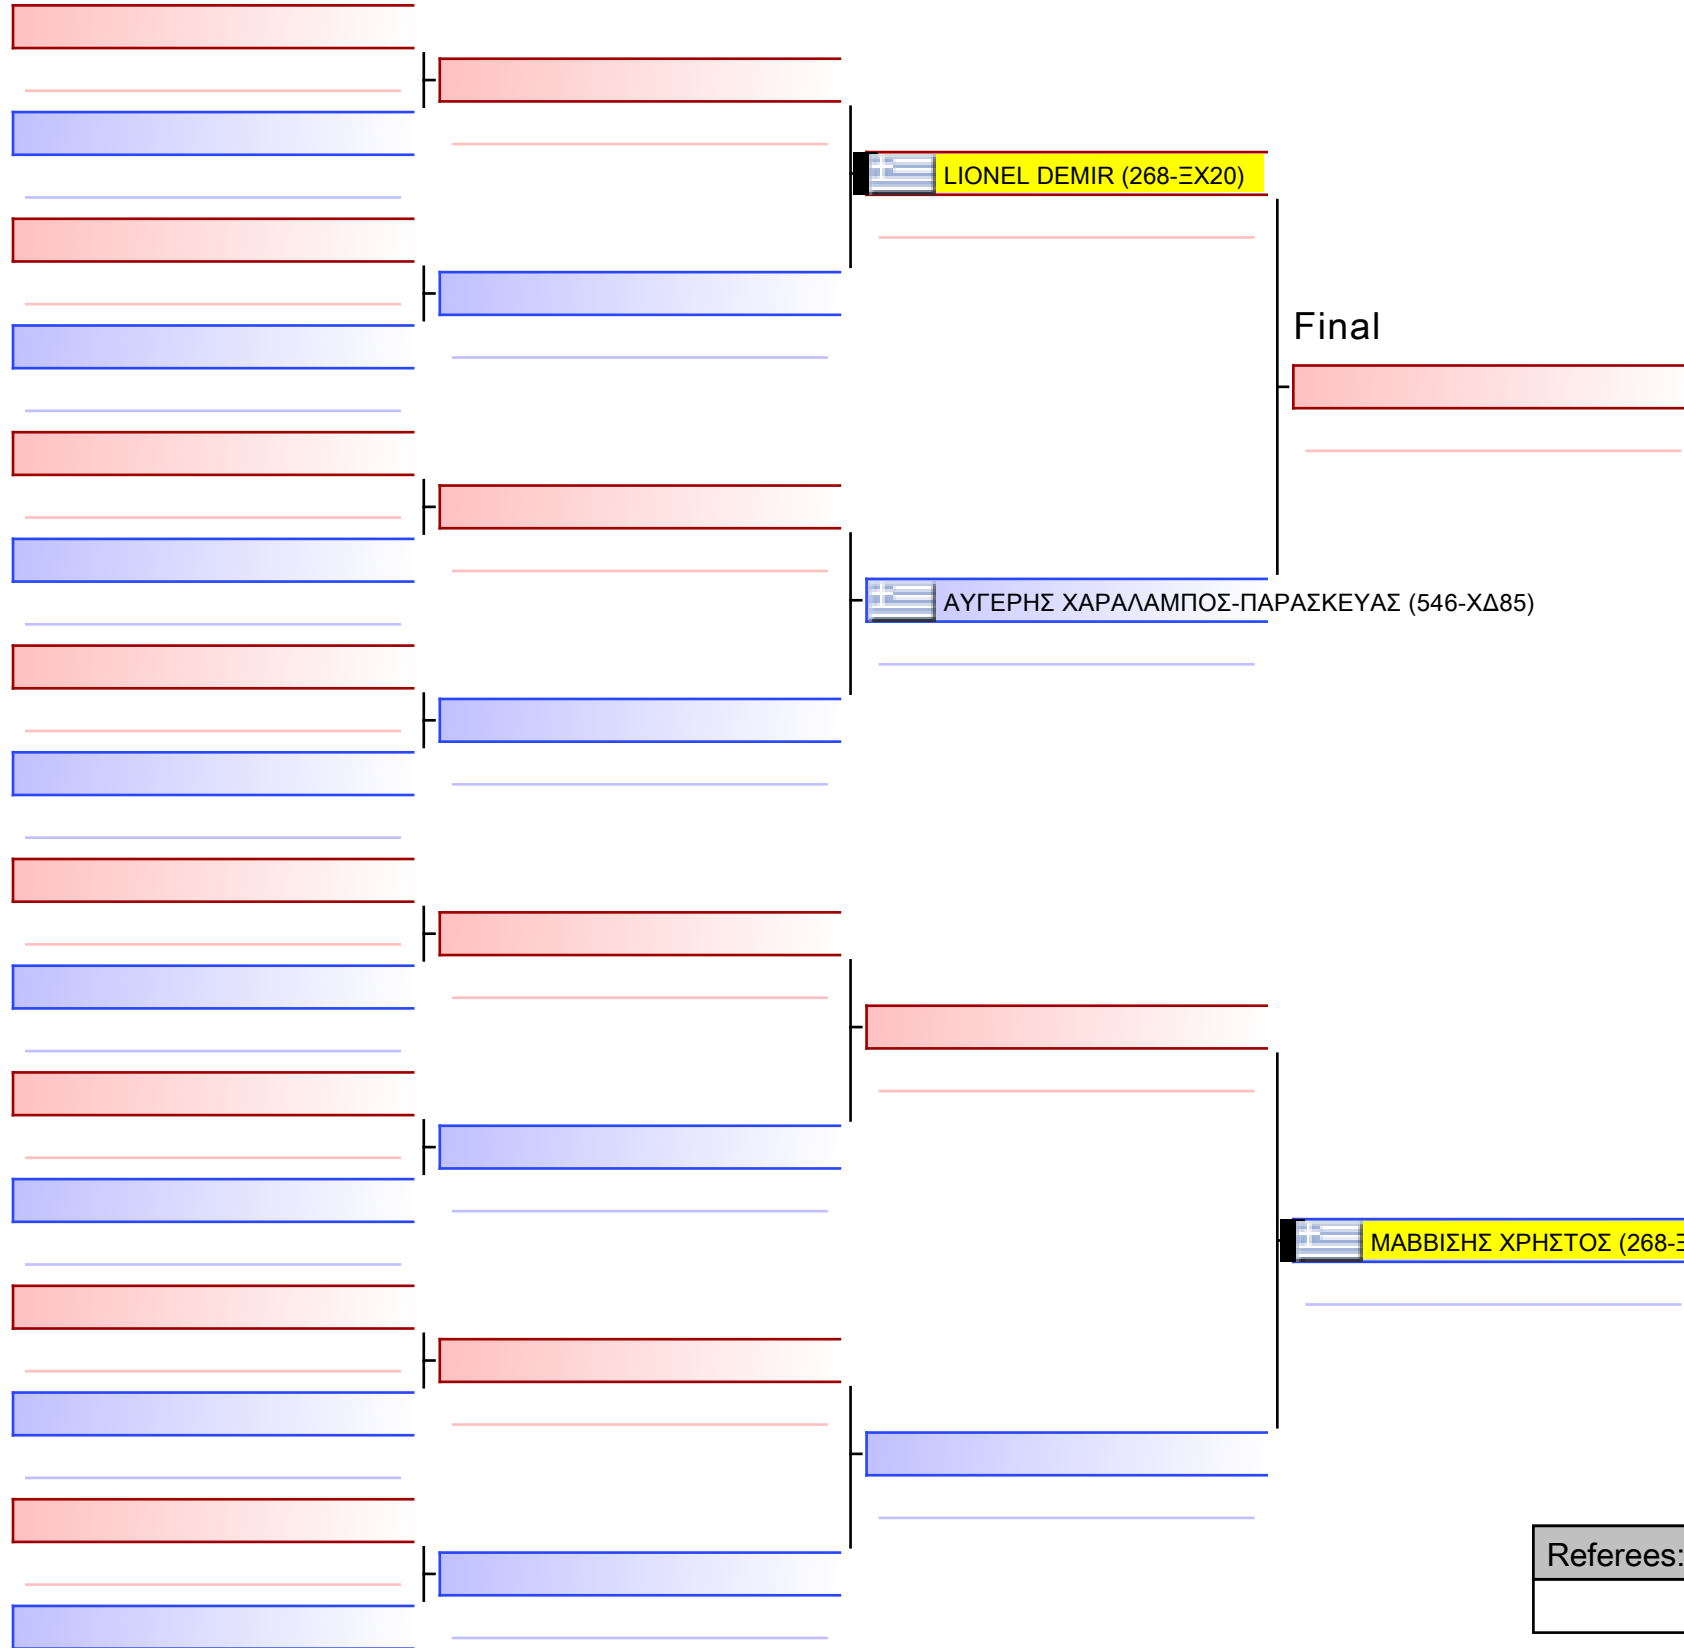 LIONEL DEMIR (268-ΞΧ20)
Final
ΑΥΓΕΡΗΣ ΧΑΡΑΛΑΜΠΟΣ-ΠΑΡΑΣΚΕΥΑΣ (546-ΧΔ85)
ΜΑΒΒΙΣΗΣ ΧΡΗΣΤΟΣ (268-Ξ
Referees: